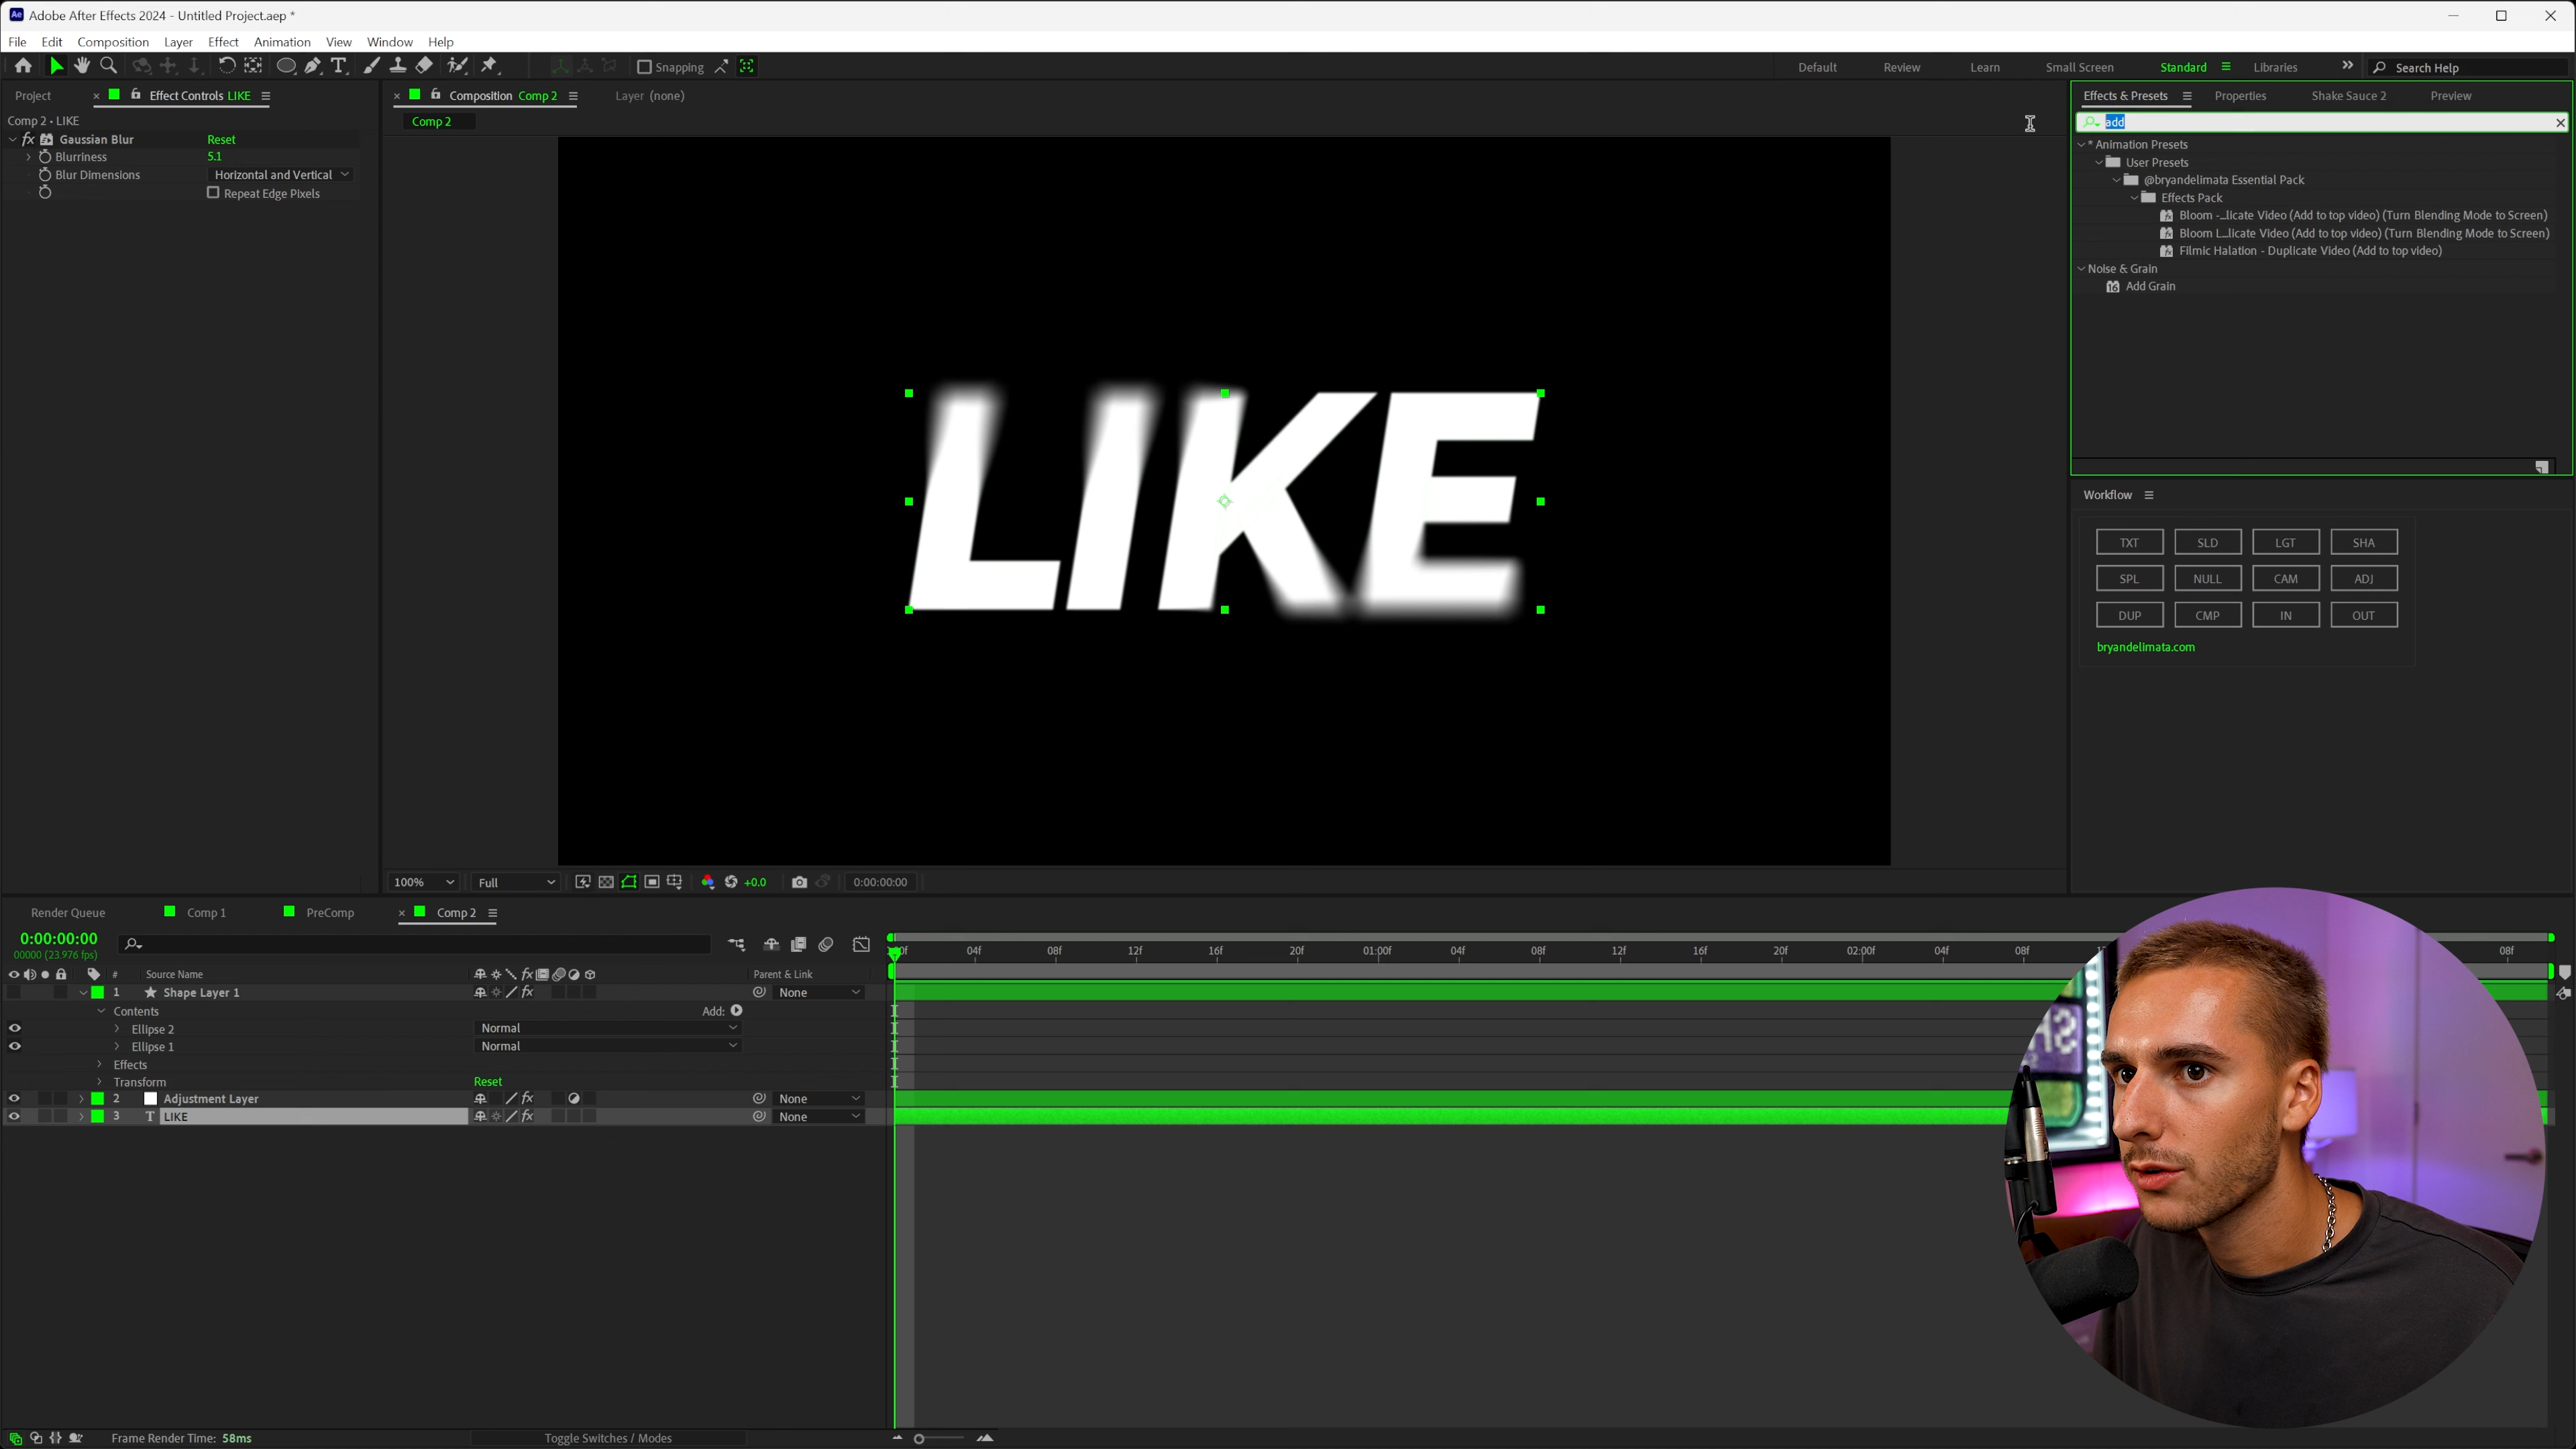 Adobe After Effects 2024 - Untitled Project.aep *
File Edit Composition Layer Effect Animation View Window Help
Snapping
Default Review Learn Small Screen Standard Libraries Search Help
Project Effect Controls LIKE
Comp 2 • LIKE
fx Gaussian Blur Reset
Blurriness 5.1
Blur Dimensions Horizontal and Vertical
Repeat Edge Pixels
Composition Comp 2 Layer (none)
Comp 2
LIKE
100% Full +0.0 0:00:00:00
Effects & Presets Properties Shake Sauce 2 Preview
add
* Animation Presets
User Presets
@bryandelimata Essential Pack
Effects Pack
Bloom -...licate Video (Add to top video) (Turn Blending Mode to Screen)
Bloom L...licate Video (Add to top video) (Turn Blending Mode to Screen)
Filmic Halation - Duplicate Video (Add to top video)
Noise & Grain
Add Grain
Workflow
TXT SLD LGT SHA
SPL NULL CAM ADJ
DUP CMP IN OUT
bryandelimata.com
Render Queue Comp 1 PreComp Comp 2
0:00:00:00
00000 (23.976 fps)
04f 08f 12f 16f 20f 01:00f 04f 08f 12f 16f 20f 02:00f 04f 08f 08f
# Source Name fx Parent & Link
1 Shape Layer 1 fx None
Contents Add:
Ellipse 2 Normal
Ellipse 1 Normal
Effects
Transform Reset
2 Adjustment Layer fx None
3 T LIKE fx None
Frame Render Time: 58ms Toggle Switches / Modes